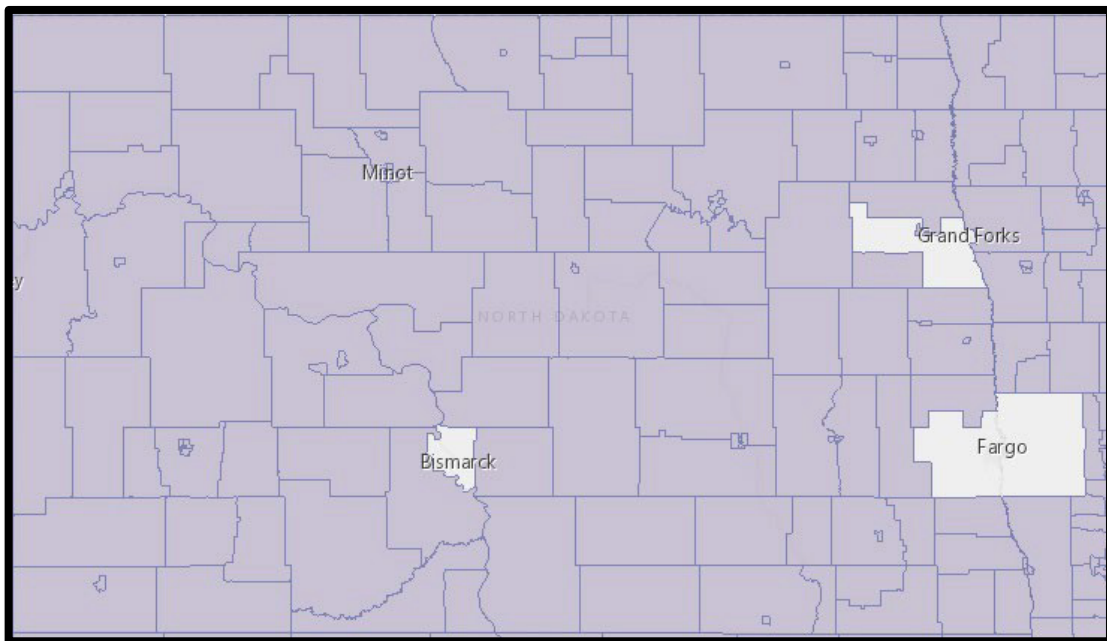 Minot
Grand Forks
y
NORTH DAKOTA
Fargo
Bismarck